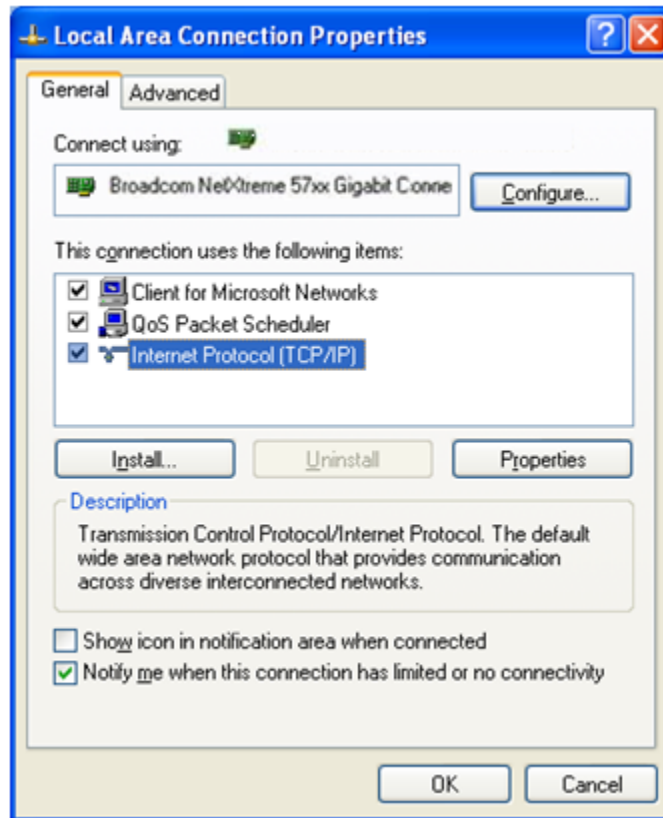 Local Area Connection Properties
General
Advanced
Connect using:
Broadcom NetXtreme 57xx Gigabit Conne
Configure...
This connection uses the following items:
Client for Microsoft Networks
QoS Packet Scheduler
Internet Protocol (TCP/IP)
Install...
Uninstall
Properties
Description
Transmission Control Protocol/Internet Protocol. The default
wide area network protocol that provides communication
across diverse interconnected networks.
Show icon in notification area when connected
Notify me when this connection has limited or no connectivity
OK
Cancel